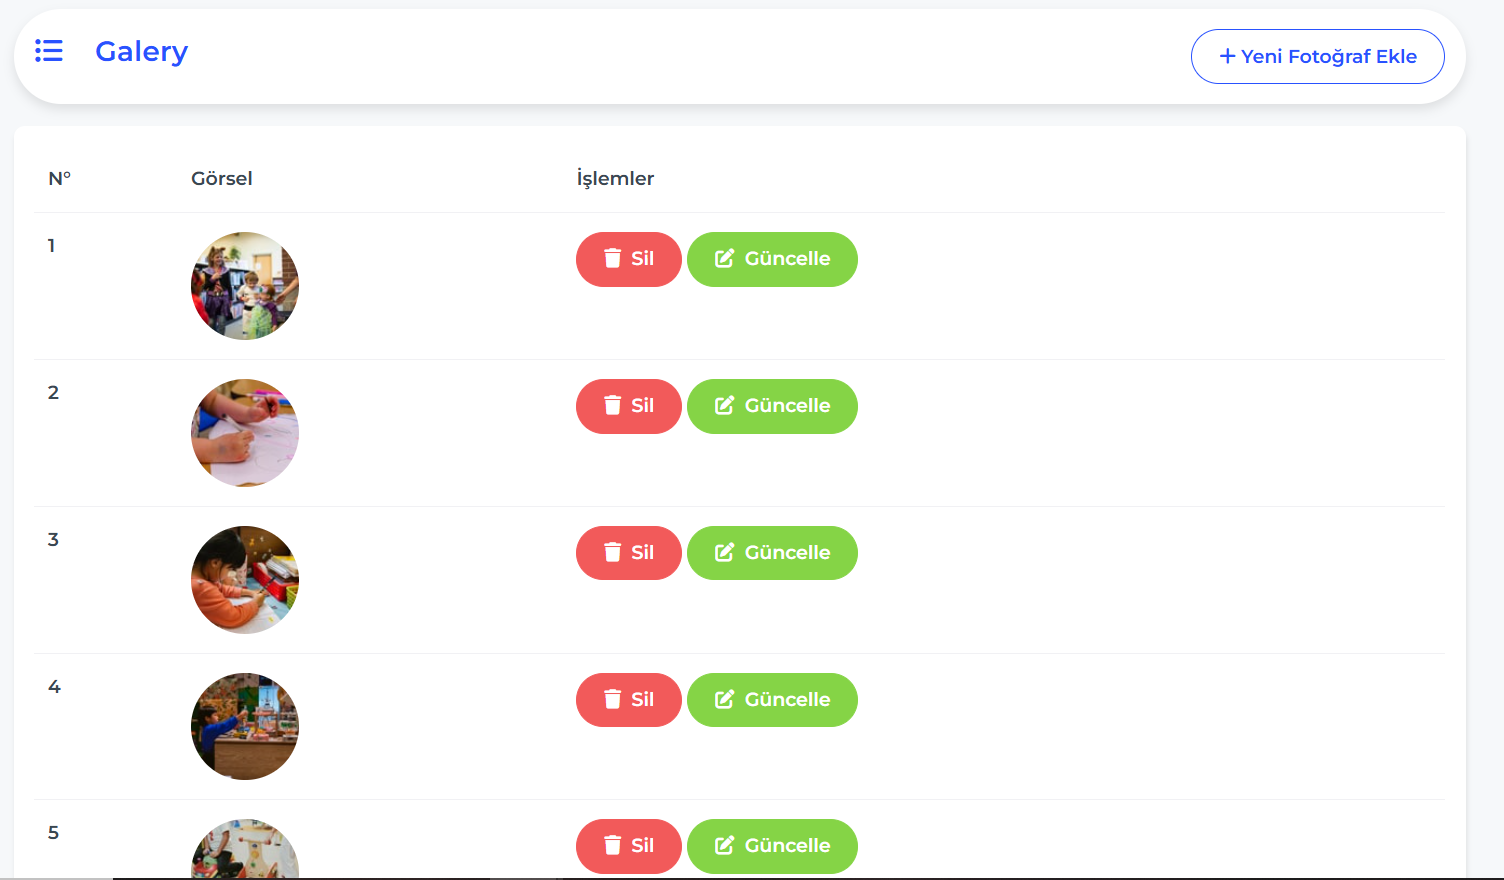 Galery
+ Yeni Fotoğraf Ekle
N° Görsel İşlemler
1 Sil Güncelle
2 Sil Güncelle
3 Sil Güncelle
4 Sil Güncelle
5 Sil Güncelle